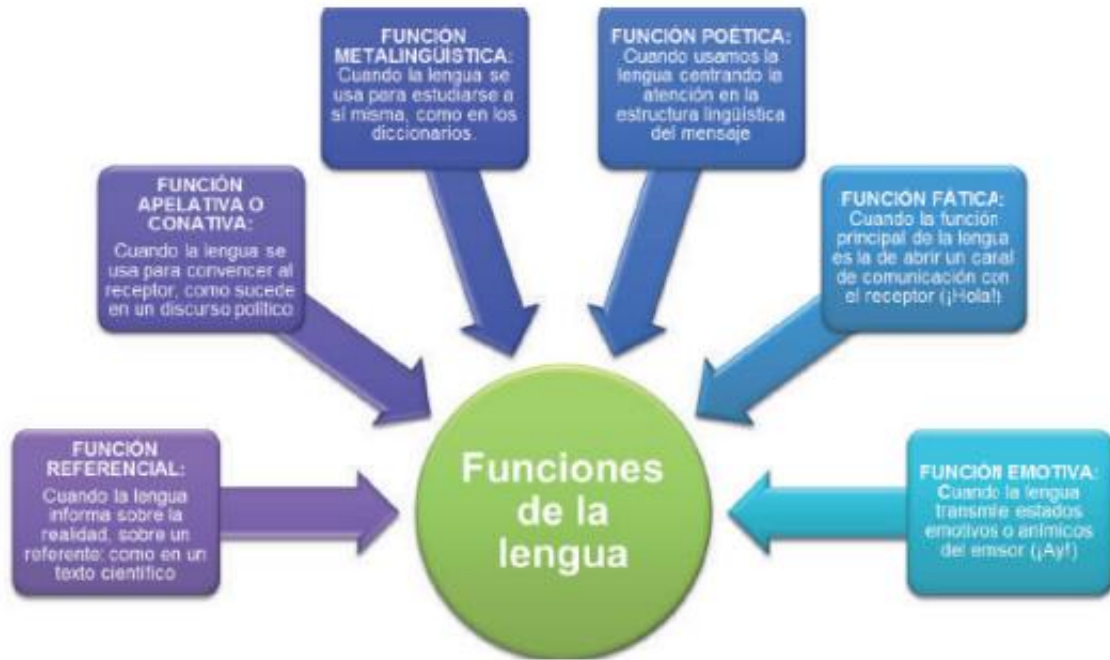 FUNCIÓN
METALINGÜÍSTICA:
Cuando la lengua se
usa para estudiarse a
sí misma, como en los
diccionarios.
FUNCIÓN POÉTICA:
Cuando usamos la
lengua centrando la
atención en la
estructura lingüística
del mensaje
FUNCIÓN
APELATIVA O
CONATIVA:
Cuando la lengua se
usa para convencer al
receptor, como sucede
en un discurso político
FUNCIÓN FÁTICA:
Cuando la función
principal de la lengua
es la de abrir un canal
de comunicación con
el receptor (¡Hola!)
FUNCIÓN
REFERENCIAL:
Cuando la lengua
informa sobre la
realidad, sobre un
referente: como en un
texto científico
Funciones
de la
lengua
FUNCIÓN EMOTIVA:
Cuando la lengua
transmite estados
emotivos o anímicos
del emisor (¡Ay!)